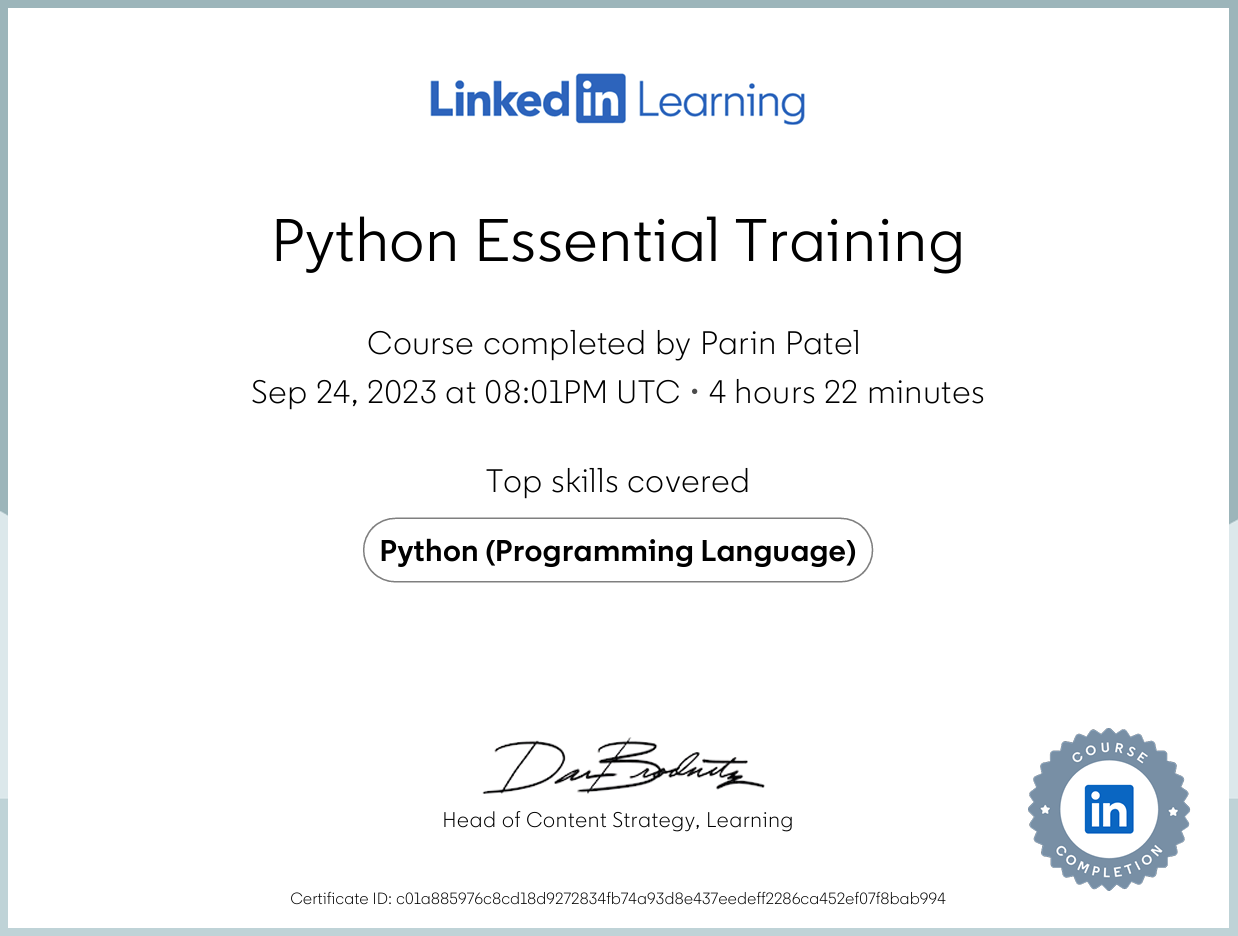 Linked in Learning
Python Essential Training
Course completed by Parin Patel
Sep 24, 2023 at 08:01PM UTC • 4 hours 22 minutes
Top skills covered
Python (Programming Language)
Dan Brodnitz
Head of Content Strategy, Learning
COURSE
in
COMPLETION
Certificate ID: c01a885976c8cd18d9272834fb74a93d8e437eedeff2286ca452ef07f8bab994